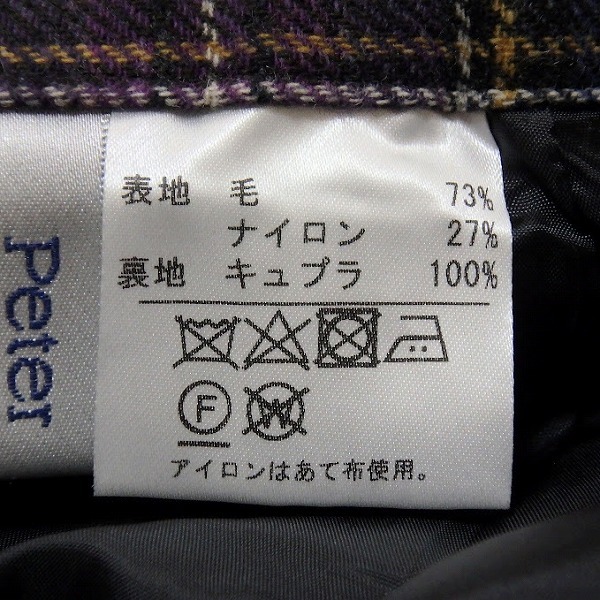 表地 毛 73%
ナイロン 27%
裏地 キュプラ 100%
F W
アイロンはあて布使用。
Peter